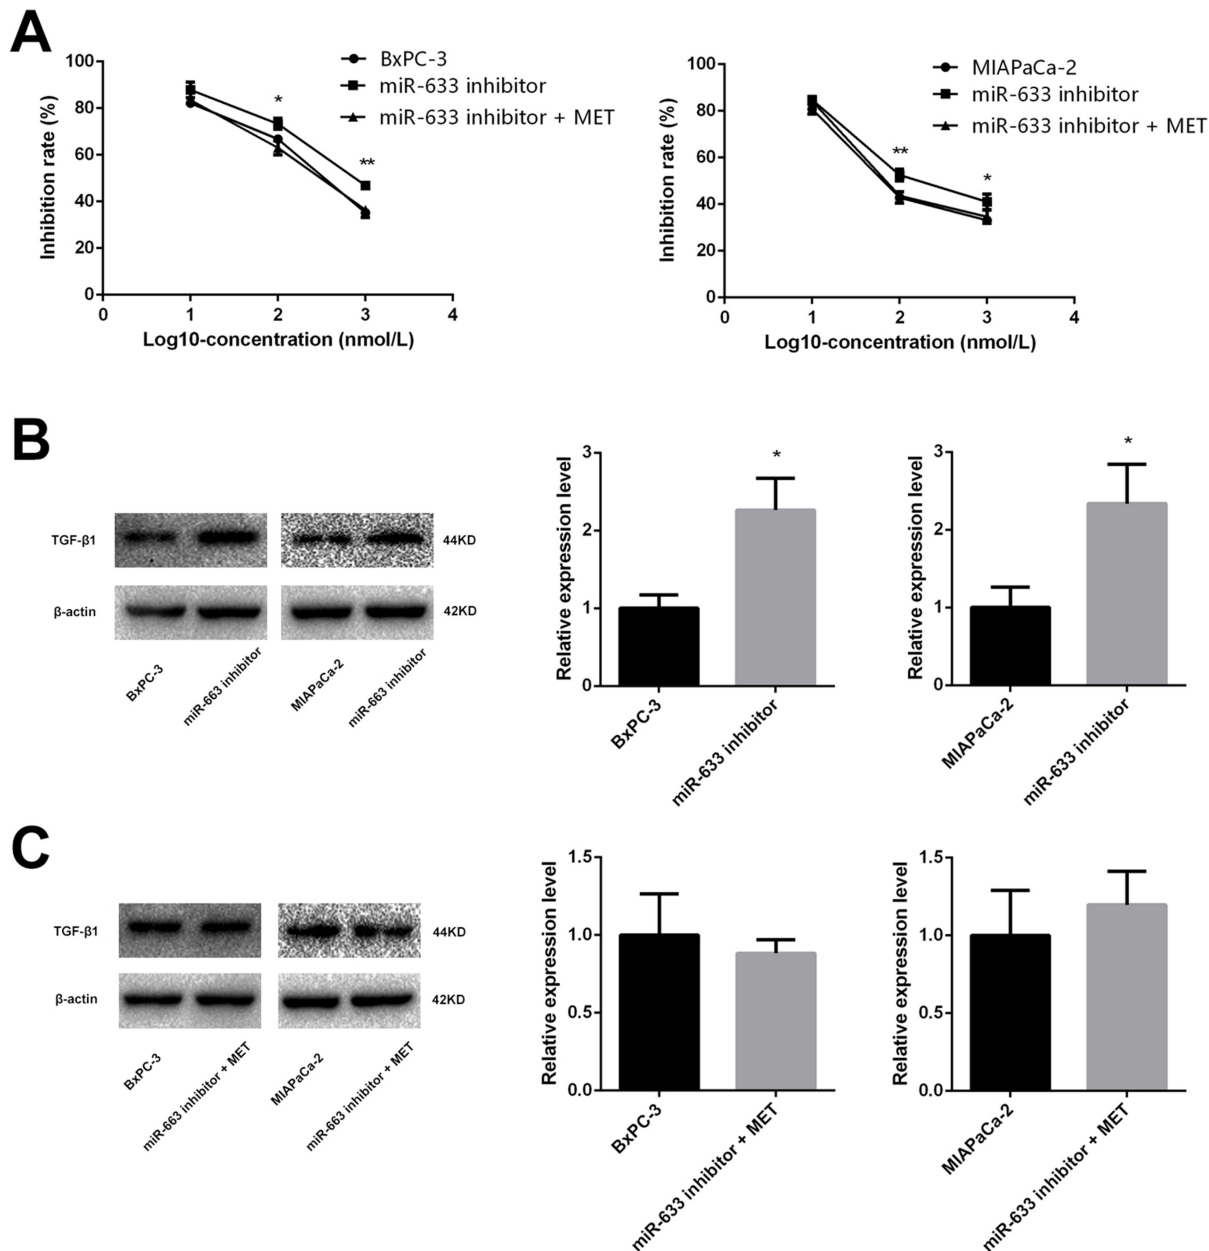 A
Inhibition rate (%)
100
80
60
40
20
0
0
1
2
3
4
Log10-concentration (nmol/L)
BxPC-3
miR-633 inhibitor
miR-633 inhibitor + MET
*
**
Inhibition rate (%)
100
80
60
40
20
0
0
1
2
3
4
Log10-concentration (nmol/L)
MIAPaCa-2
miR-633 inhibitor
miR-633 inhibitor + MET
**
*
B
TGF-β1
44KD
β-actin
42KD
BxPC-3
miR-663 inhibitor
MIAPaCa-2
miR-663 inhibitor
Relative expression level
3
2
1
0
*
BxPC-3
miR-633 inhibitor
Relative expression level
3
2
1
0
*
MIAPaCa-2
miR-633 inhibitor
C
TGF-β1
44KD
β-actin
42KD
BxPC-3
miR-663 inhibitor + MET
MIAPaCa-2
miR-663 inhibitor + MET
Relative expression level
1.5
1.0
0.5
0.0
BxPC-3
miR-633 inhibitor + MET
Relative expression level
1.5
1.0
0.5
0.0
MIAPaCa-2
miR-633 inhibitor + MET